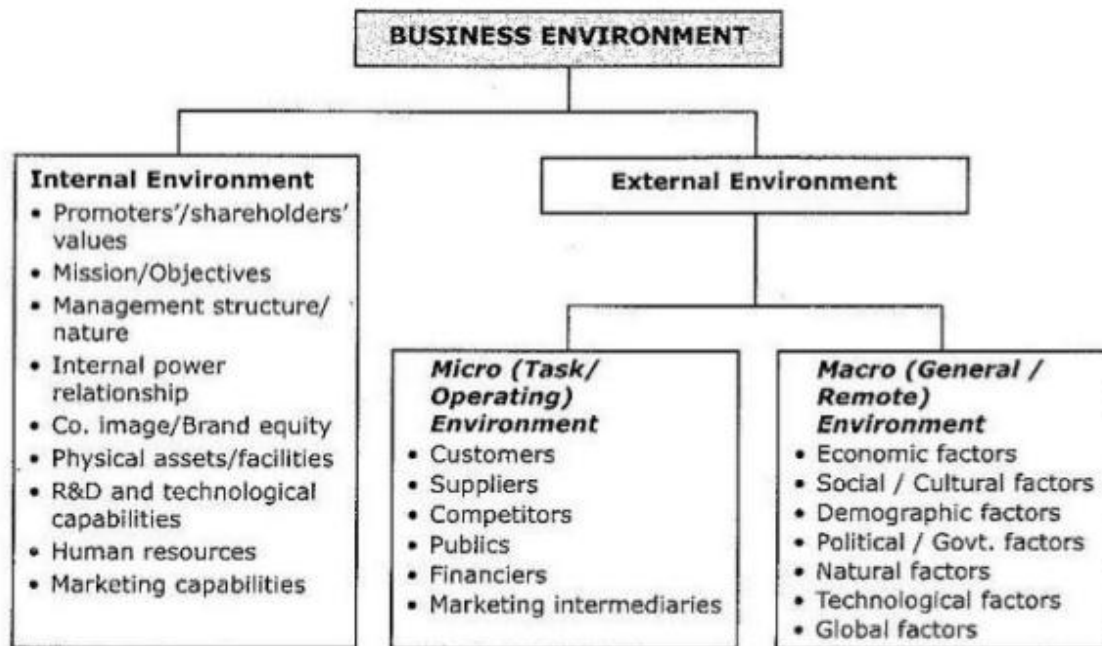 BUSINESS ENVIRONMENT
Internal Environment
• Promoters'/shareholders'
values
• Mission/Objectives
• Management structure/
nature
• Internal power
relationship
• Co. image/Brand equity
• Physical assets/facilities
• R&D and technological
capabilities
• Human resources
• Marketing capabilities
External Environment
Micro (Task/
Operating)
Environment
• Customers
• Suppliers
• Competitors
• Publics
• Financiers
• Marketing intermediaries
Macro (General /
Remote)
Environment
• Economic factors
• Social / Cultural factors
• Demographic factors
• Political / Govt. factors
• Natural factors
• Technological factors
• Global factors